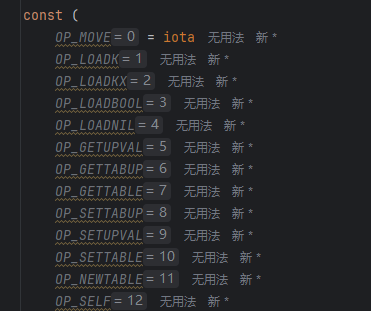 const (
OP_MOVE = 0 = iota 无用法 新 *
OP_LOADK = 1 无用法 新 *
OP_LOADKX = 2 无用法 新 *
OP_LOADBOOL = 3 无用法 新 *
OP_LOADNIL = 4 无用法 新 *
OP_GETUPVAL = 5 无用法 新 *
OP_GETTABUP = 6 无用法 新 *
OP_GETTABLE = 7 无用法 新 *
OP_SETTABUP = 8 无用法 新 *
OP_SETUPVAL = 9 无用法 新 *
OP_SETTABLE = 10 无用法 新 *
OP_NEWTABLE = 11 无用法 新 *
OP_SELF = 12 无用法 新 *